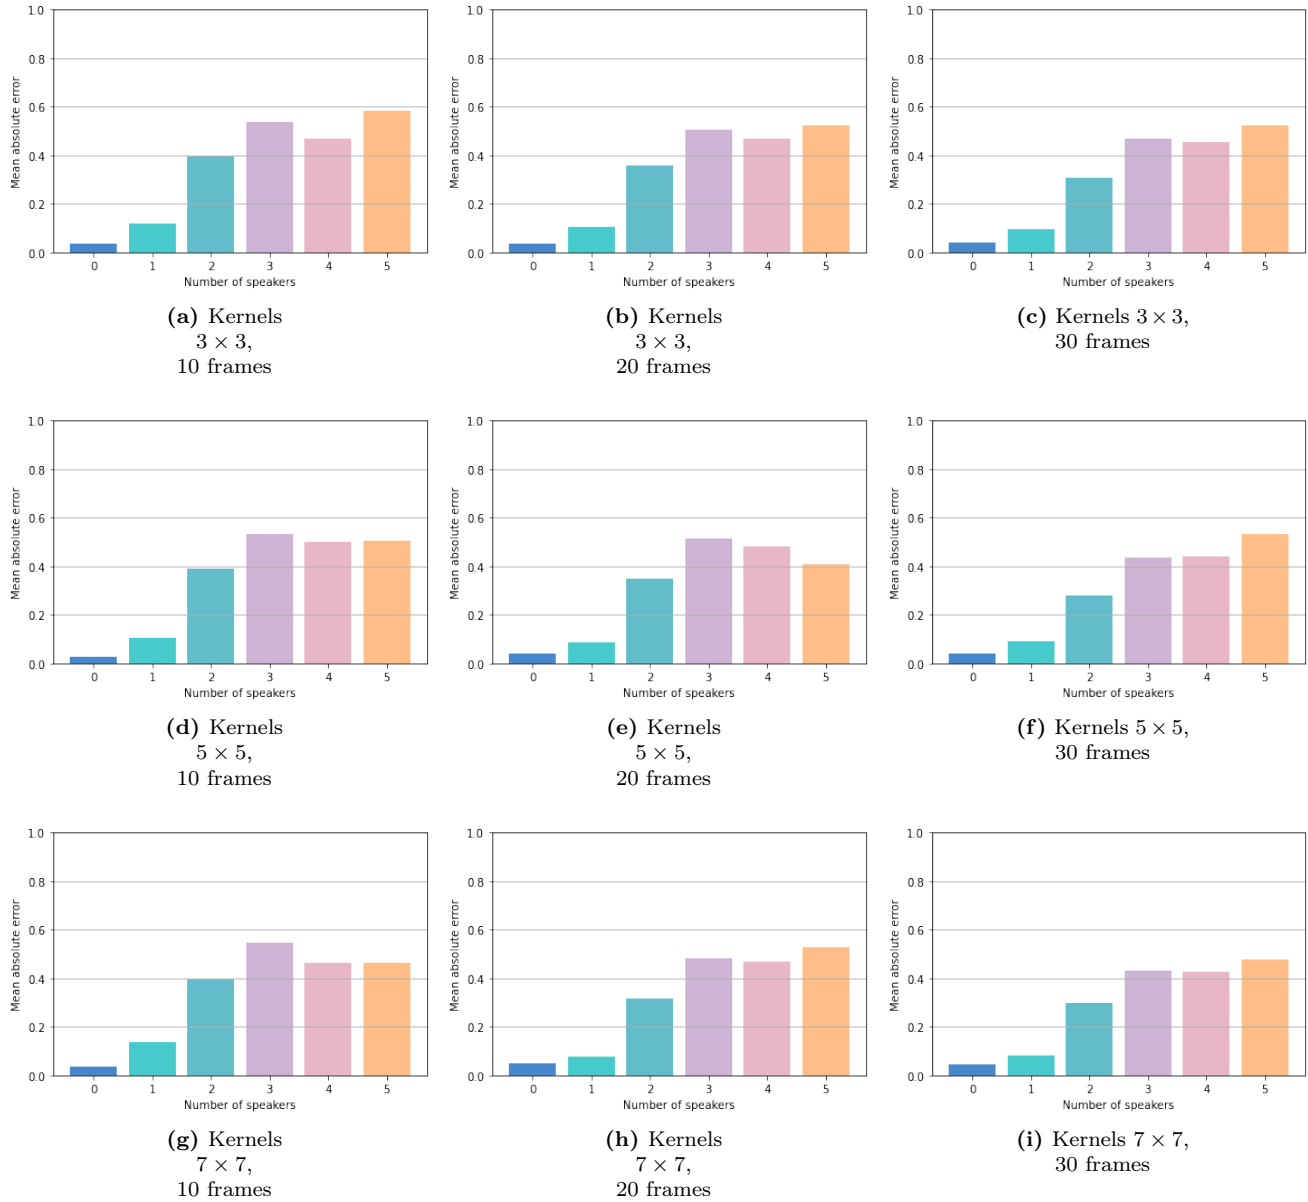 1.0
0.8
0.6
0.4
0.2
0.0
Mean absolute error
0 1 2 3 4 5
Number of speakers
(a) Kernels
3 × 3,
10 frames
1.0
0.8
0.6
0.4
0.2
0.0
Mean absolute error
0 1 2 3 4 5
Number of speakers
(b) Kernels
3 × 3,
20 frames
1.0
0.8
0.6
0.4
0.2
0.0
Mean absolute error
0 1 2 3 4 5
Number of speakers
(c) Kernels 3 × 3,
30 frames
1.0
0.8
0.6
0.4
0.2
0.0
Mean absolute error
0 1 2 3 4 5
Number of speakers
(d) Kernels
5 × 5,
10 frames
1.0
0.8
0.6
0.4
0.2
0.0
Mean absolute error
0 1 2 3 4 5
Number of speakers
(e) Kernels
5 × 5,
20 frames
1.0
0.8
0.6
0.4
0.2
0.0
Mean absolute error
0 1 2 3 4 5
Number of speakers
(f) Kernels 5 × 5,
30 frames
1.0
0.8
0.6
0.4
0.2
0.0
Mean absolute error
0 1 2 3 4 5
Number of speakers
(g) Kernels
7 × 7,
10 frames
1.0
0.8
0.6
0.4
0.2
0.0
Mean absolute error
0 1 2 3 4 5
Number of speakers
(h) Kernels
7 × 7,
20 frames
1.0
0.8
0.6
0.4
0.2
0.0
Mean absolute error
0 1 2 3 4 5
Number of speakers
(i) Kernels 7 × 7,
30 frames